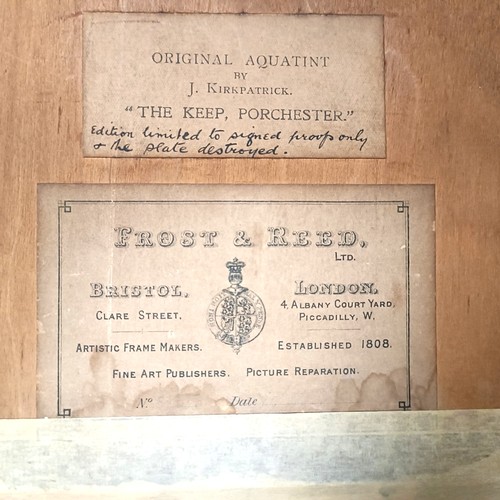 ORIGINAL AQUATINT
BY
J. KIRKPATRICK.
"THE KEEP, PORCHESTER."
Edition limited to signed proofs only
& the plate destroyed.
FROST & REED,
LTD.
BRISTOL,
CLARE STREET.
LONDON,
4, ALBANY COURT YARD,
PICCADILLY, W.
ARTISTIC FRAME MAKERS.
ESTABLISHED 1808.
FINE ART PUBLISHERS. PICTURE REPARATION.
No Date